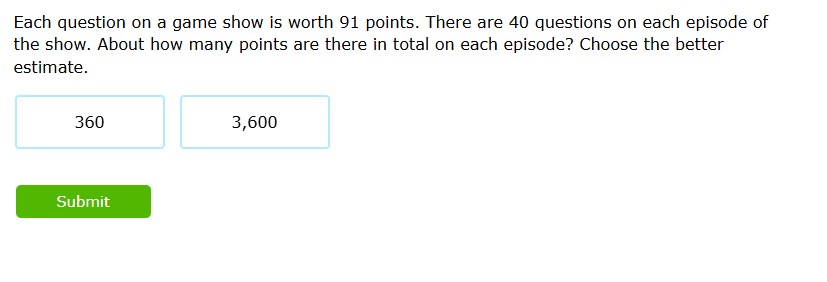 Each question on a game show is worth 91 points. There are 40 questions on each episode of
the show. About how many points are there in total on each episode? Choose the better
estimate.
360
3,600
Submit